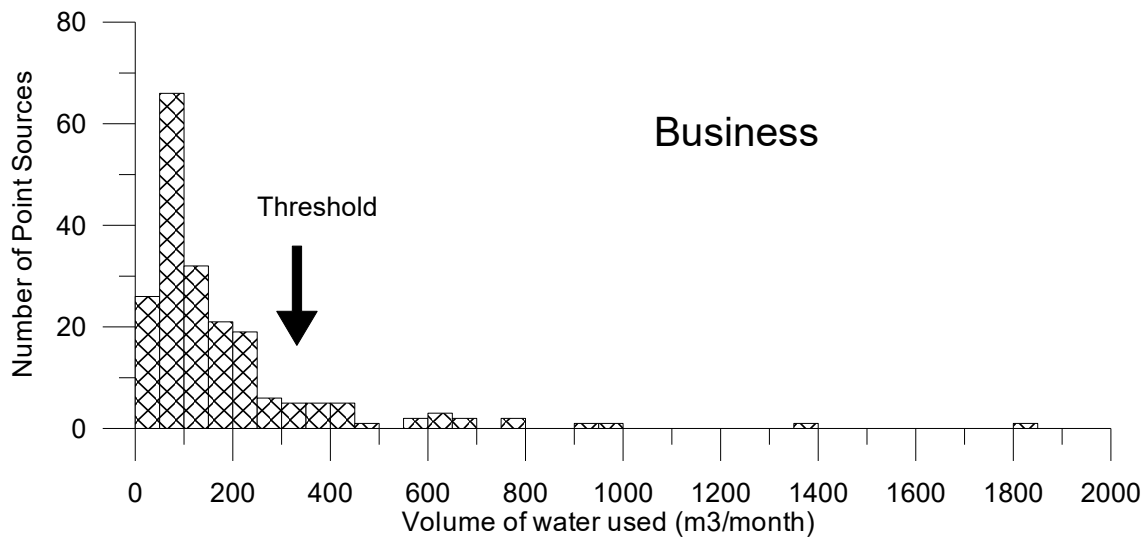 80
60
40
20
0
Number of Point Sources
Business
Threshold
0 200 400 600 800 1000 1200 1400 1600 1800 2000
Volume of water used (m3/month)